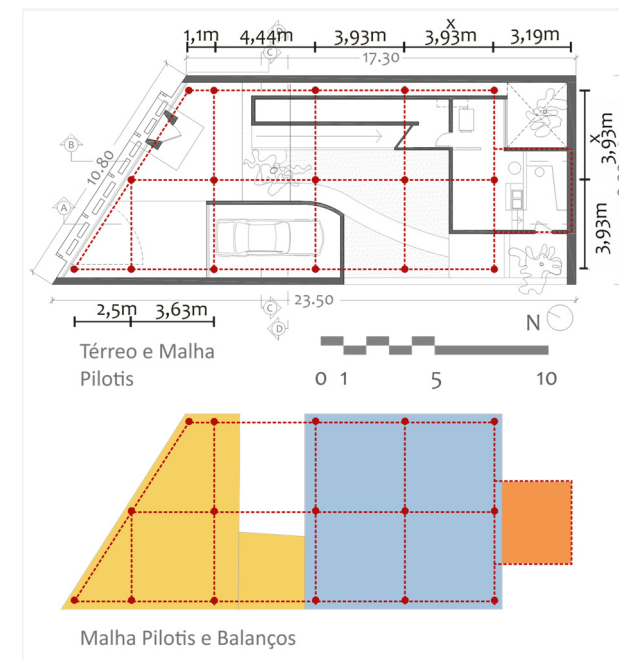 x
1,1m 4,44m 3,93m 3,93m 3,19m
17.30
D
C
B
10.80
A
x
3,93m
3,93m
C
D
23.50
2,5m 3,63m
N
Térreo e Malha
Pilotis
0 1 5 10
Malha Pilotis e Balanços